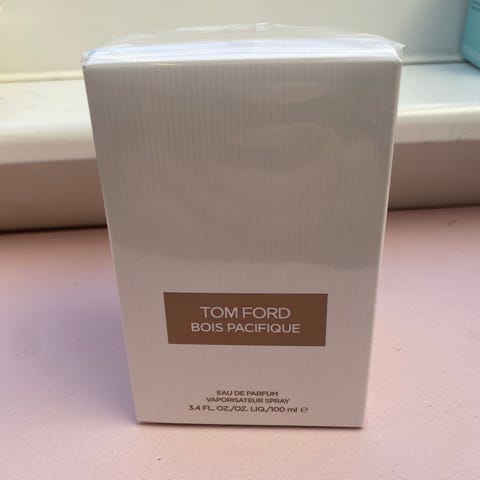 TOM FORD
BOIS PACIFIQUE
EAU DE PARFUM
VAPORISATEUR SPRAY
3.4 FL. OZ./OZ. LIQ./100 ml ℮